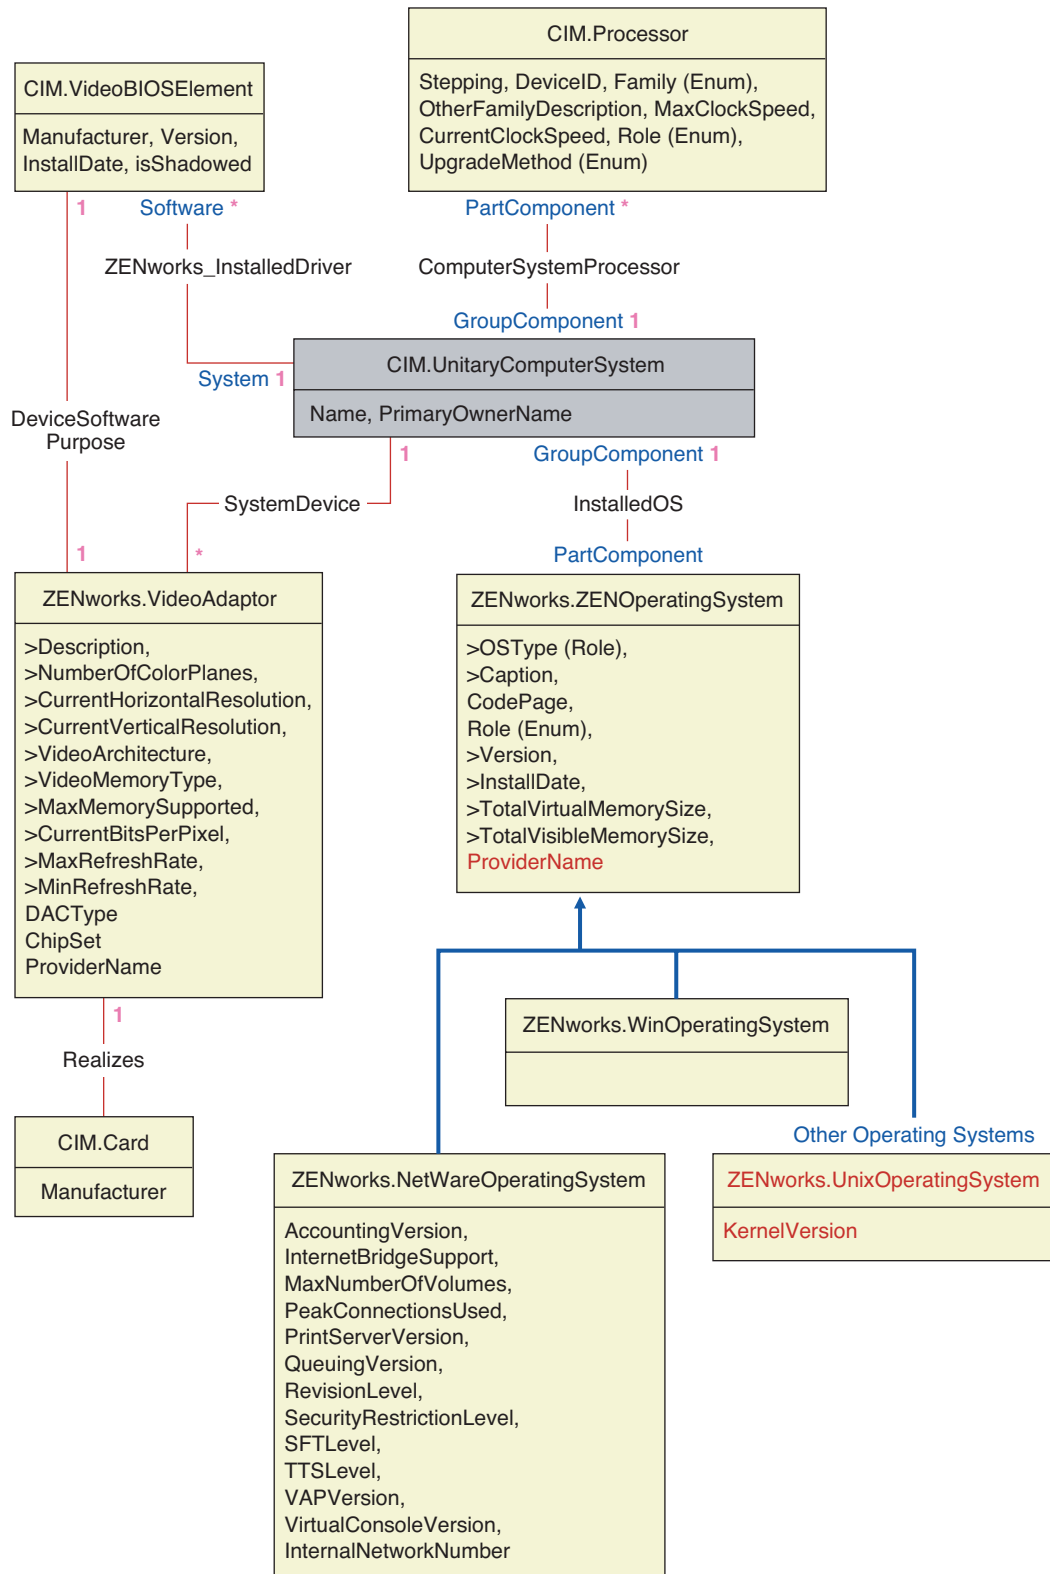 CIM.Processor
Stepping, DeviceID, Family (Enum),
OtherFamilyDescription, MaxClockSpeed,
CurrentClockSpeed, Role (Enum),
UpgradeMethod (Enum)
CIM.VideoBIOSElement
Manufacturer, Version,
InstallDate, isShadowed
1
Software *
PartComponent *
ZENworks_InstalledDriver
ComputerSystemProcessor
GroupComponent 1
System 1
CIM.UnitaryComputerSystem
Name, PrimaryOwnerName
DeviceSoftware
Purpose
1
GroupComponent 1
SystemDevice
InstalledOS
1
*
PartComponent
ZENworks.VideoAdaptor
>Description,
>NumberOfColorPlanes,
>CurrentHorizontalResolution,
>CurrentVerticalResolution,
>VideoArchitecture,
>VideoMemoryType,
>MaxMemorySupported,
>CurrentBitsPerPixel,
>MaxRefreshRate,
>MinRefreshRate,
DACType
ChipSet
ProviderName
ZENworks.ZENOperatingSystem
>OSType (Role),
>Caption,
CodePage,
Role (Enum),
>Version,
>InstallDate,
>TotalVirtualMemorySize,
>TotalVisibleMemorySize,
ProviderName
1
Realizes
CIM.Card
Manufacturer
ZENworks.WinOperatingSystem
Other Operating Systems
ZENworks.NetWareOperatingSystem
AccountingVersion,
InternetBridgeSupport,
MaxNumberOfVolumes,
PeakConnectionsUsed,
PrintServerVersion,
QueuingVersion,
RevisionLevel,
SecurityRestrictionLevel,
SFTLevel,
TTSLevel,
VAPVersion,
VirtualConsoleVersion,
InternalNetworkNumber
ZENworks.UnixOperatingSystem
KernelVersion